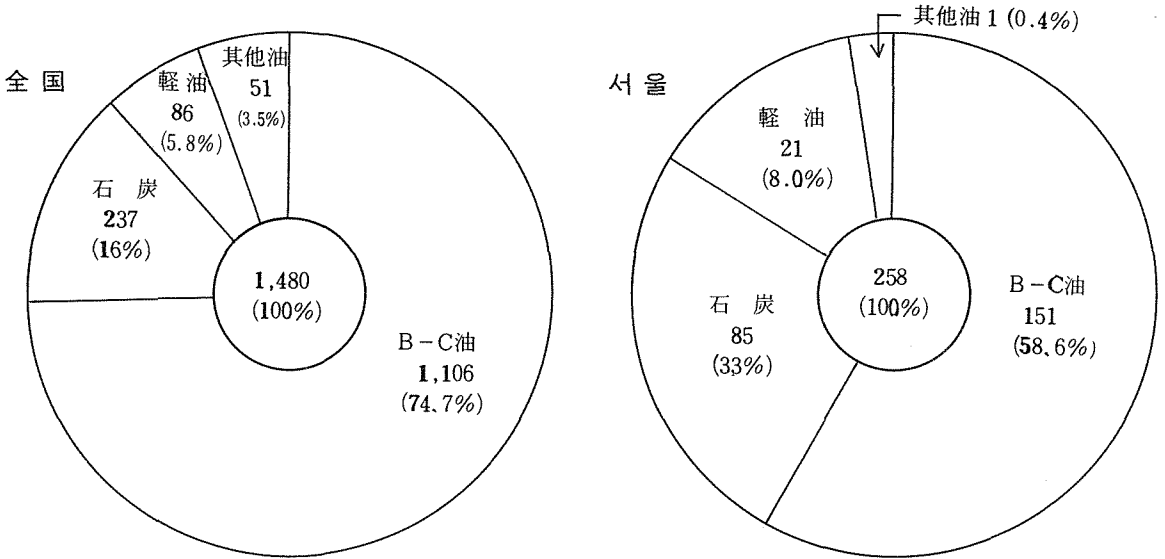 全国
其他油
51
(3.5%)
軽油
86
(5.8%)
石 炭
237
(16%)
1,480
(100%)
B-C油
1,106
(74.7%)
서울
其他油 1 (0.4%)
軽 油
21
(8.0%)
石 炭
85
(33%)
258
(100%)
B-C油
151
(58.6%)